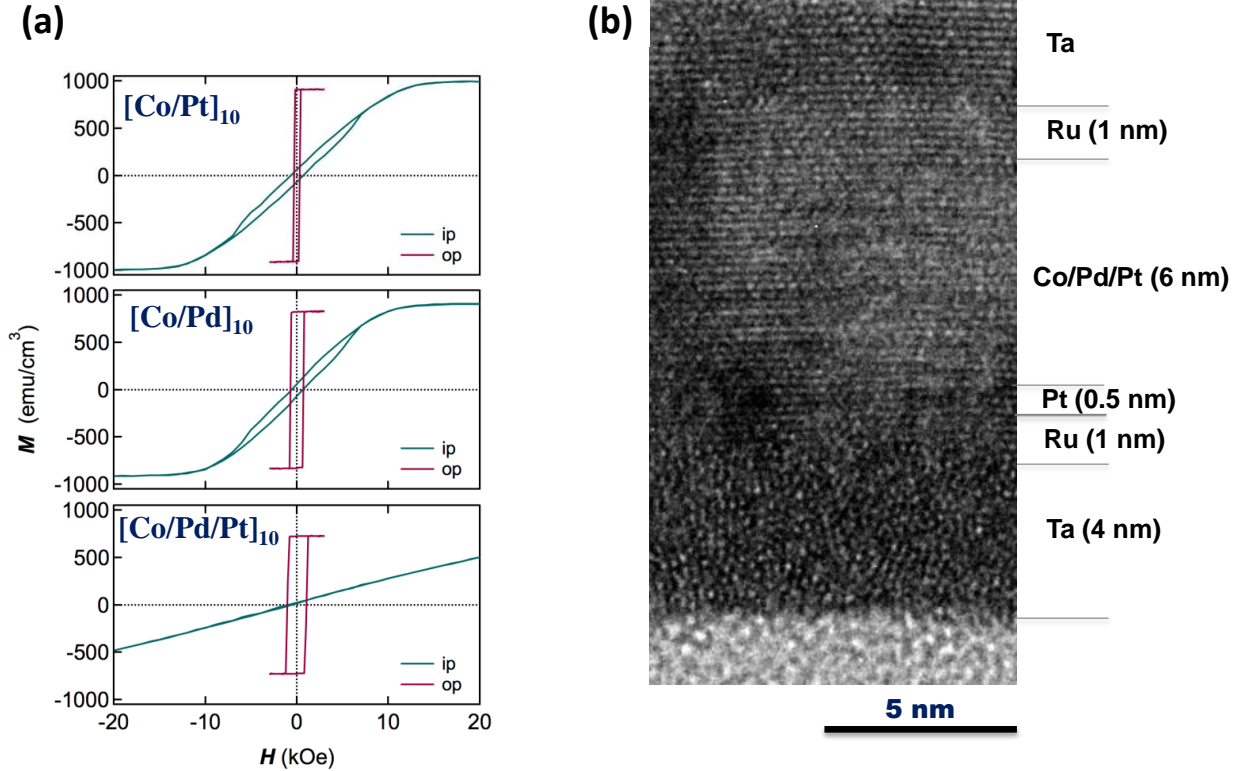 (a)
1000
500
0
-500
-1000
[Co/Pt]10
ip
op
1000
500
0
-500
1000
[Co/Pd]10
ip
op
M (emu/cm3)
1000
500
0
-500
-1000
[Co/Pd/Pt]10
ip
op
-20 -10 0 10 20
H (kOe)
(b)
Ta
Ru (1 nm)
Co/Pd/Pt (6 nm)
Pt (0.5 nm)
Ru (1 nm)
Ta (4 nm)
5 nm